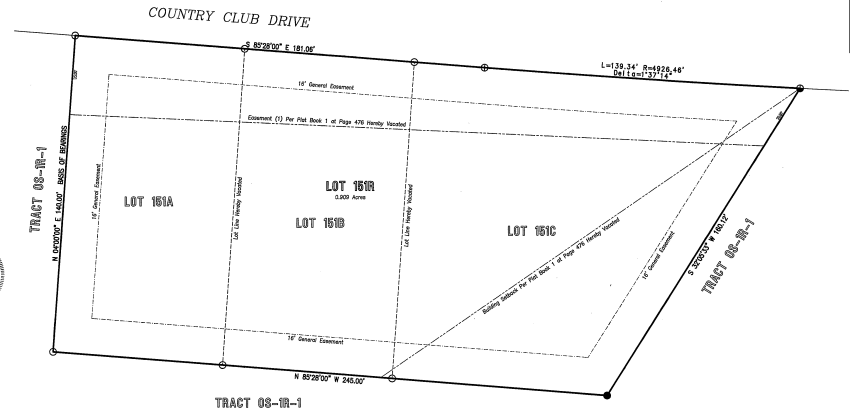 COUNTRY CLUB DRIVE
S 85°28'00" E 181.06'
L=139.34' R=4926.46'
Delta=1°37'14"
16' General Easement
Easement (1) Per Plat Book 1 at Page 476 Hereby Vacated
TRACT OS-1R-1
N 04°00'00" E 140.00' BASIS OF BEARINGS
16' General Easement
LOT 151A
Lot Line Hereby Vacated
LOT 151R
0.909 Acres
LOT 151B
Lot Line Hereby Vacated
LOT 151C
Building Setback Per Plat Book 1 at Page 476 Hereby Vacated
16' General Easement
S 32°05'33" W 160.12'
TRACT OS-1R-1
16' General Easement
N 85°28'00" W 245.00'
TRACT OS-1R-1